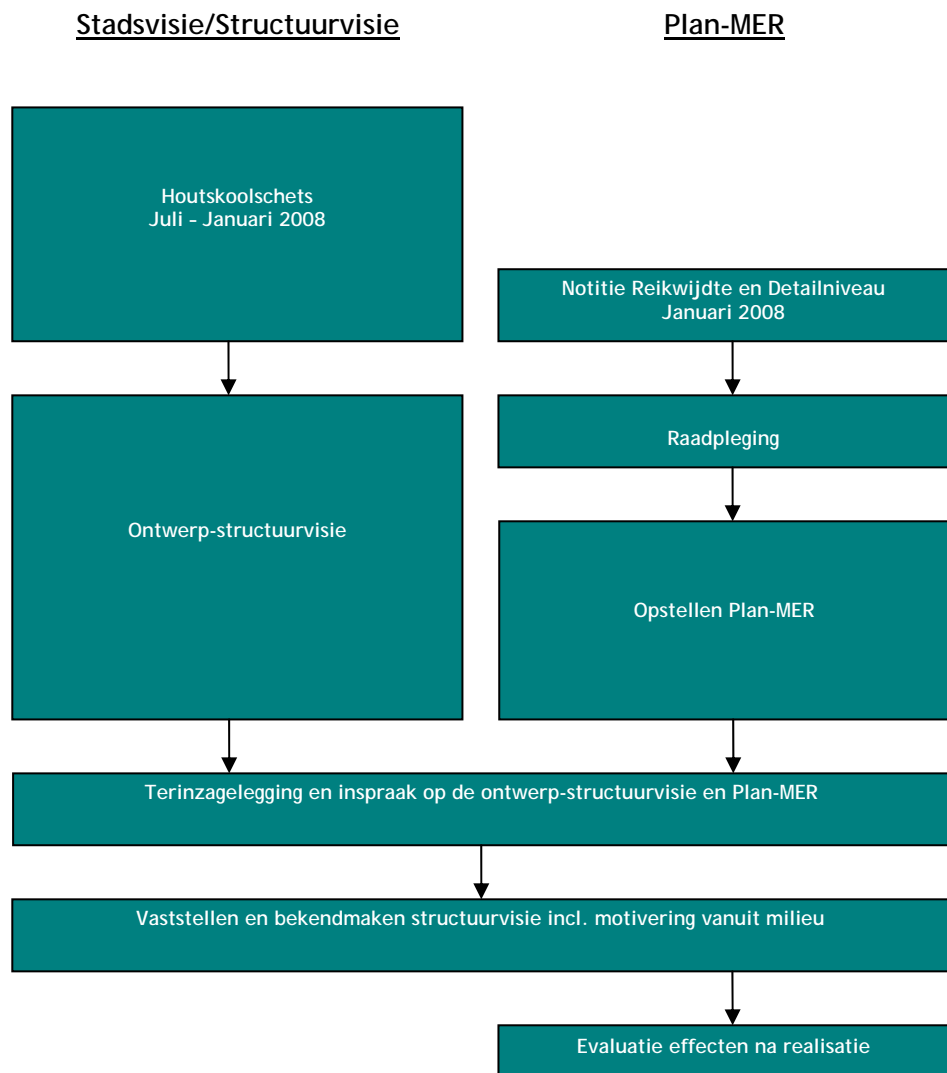 Stadsvisie/Structuurvisie
Plan-MER
Houtskoolschets
Juli - Januari 2008
Notitie Reikwijdte en Detailniveau
Januari 2008
Raadpleging
Ontwerp-structuurvisie
Opstellen Plan-MER
Terinzagelegging en inspraak op de ontwerp-structuurvisie en Plan-MER
Vaststellen en bekendmaken structuurvisie incl. motivering vanuit milieu
Evaluatie effecten na realisatie